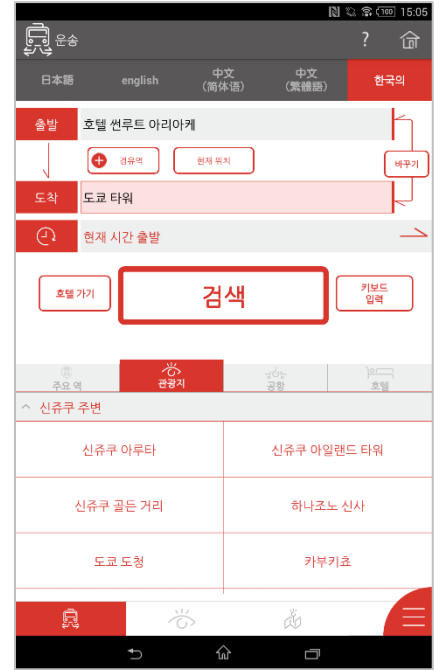 100 15:05
운송 ?
日本語 english 中文 中文 한국의
(简体语) (繁體語)
출발 호텔 썬루트 아리아케
경유역 현재 위치 바꾸기
도착 도쿄 타워
현재 시간 출발
호텔 가기 검색 키보드
입력
주요 역 관광지 공항 호텔
신쥬쿠 주변
신쥬쿠 아루타 신쥬쿠 아일랜드 타워
신쥬쿠 골든 거리 하나조노 신사
도쿄 도청 카부키쵸